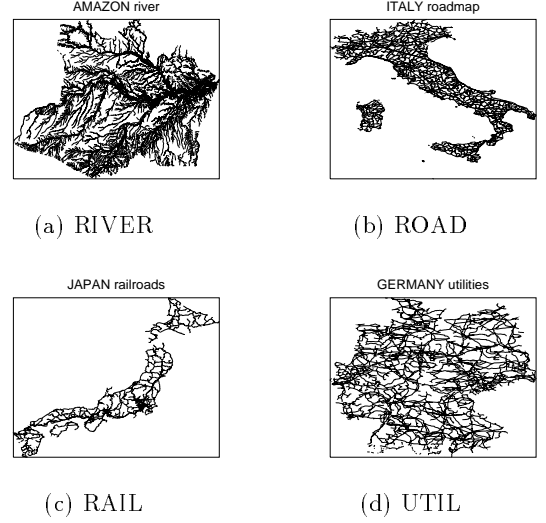 AMAZON river
ITALY roadmap
(a) RIVER
(b) ROAD
JAPAN railroads
GERMANY utilities
(c) RAIL
(d) UTIL